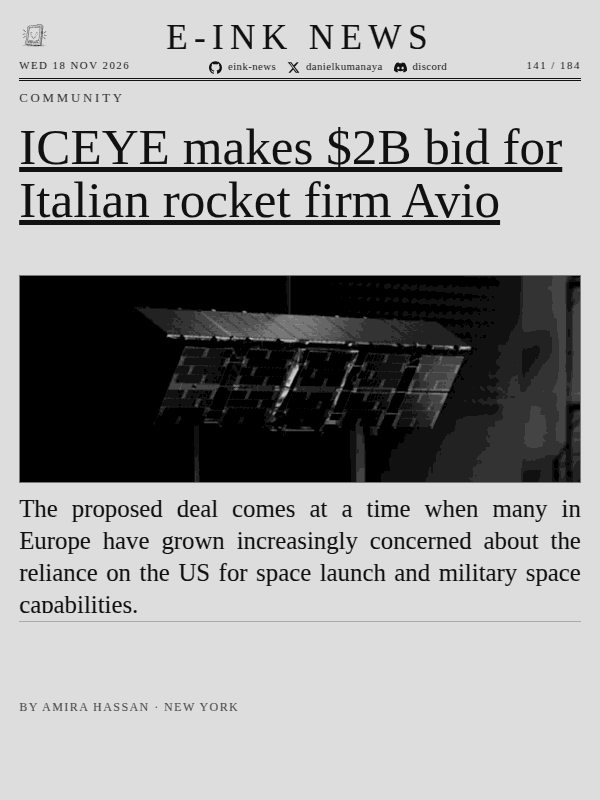 E-INK NEWS
WED 18 NOV 2026
eink-news danielkumanaya discord
141 / 184
COMMUNITY
ICEYE makes $2B bid for
Italian rocket firm Avio
The proposed deal comes at a time when many in
Europe have grown increasingly concerned about the
reliance on the US for space launch and military space
capabilities.
BY AMIRA HASSAN · NEW YORK